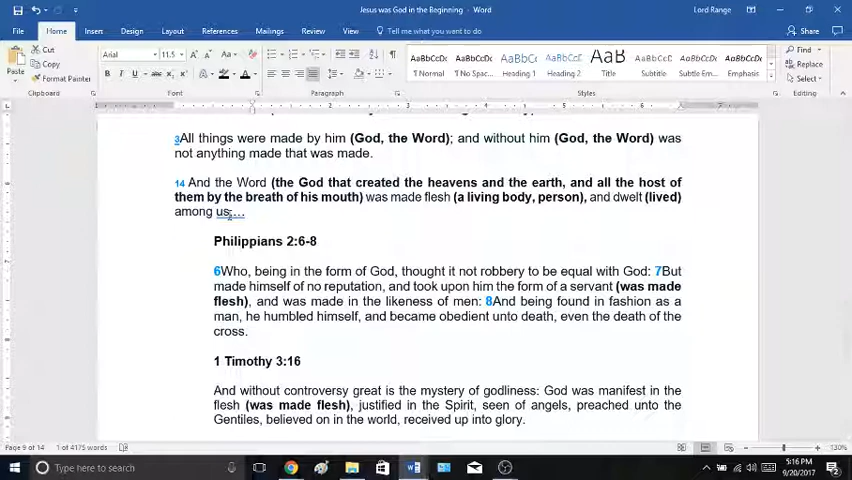 Jesus was God in the Beginning - Word
Lord Range
File Home Insert Draw Design Layout References Mailings Review View Tell me what you want to do
Share
Cut
Copy
Format Painter
Paste
Arial 11.5
Clipboard Font Paragraph Styles Editing
AaBbCcDc AaBbCcDc AaBbCc AaBbCcC AaBb AaBbCcC AaBbCcDc AaBbCcDc
¶ Normal ¶ No Spac... Heading 1 Heading 2 Title Subtitle Subtle Em... Emphasis
Find
Replace
Select
3All things were made by him (God, the Word); and without him (God, the Word) was
not anything made that was made.
14 And the Word (the God that created the heavens and the earth, and all the host of
them by the breath of his mouth) was made flesh (a living body, person), and dwelt (lived)
among us....
Philippians 2:6-8
6Who, being in the form of God, thought it not robbery to be equal with God: 7But
made himself of no reputation, and took upon him the form of a servant (was made
flesh), and was made in the likeness of men: 8And being found in fashion as a
man, he humbled himself, and became obedient unto death, even the death of the
cross.
1 Timothy 3:16
And without controversy great is the mystery of godliness: God was manifest in the
flesh (was made flesh), justified in the Spirit, seen of angels, preached unto the
Gentiles, believed on in the world, received up into glory.
Page 9 of 14 1 of 4175 words
130%
Type here to search
5:16 PM
9/20/2017